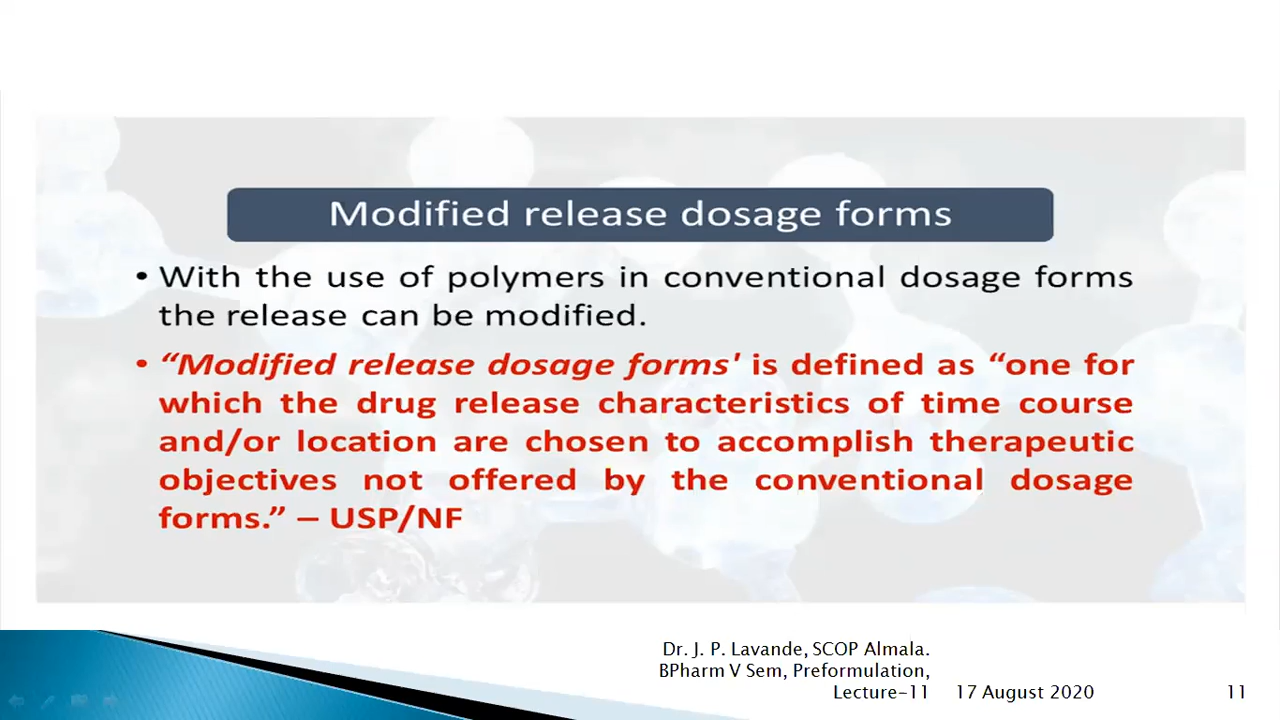 Modified release dosage forms
• With the use of polymers in conventional dosage forms
the release can be modified.
• “Modified release dosage forms' is defined as “one for
which the drug release characteristics of time course
and/or location are chosen to accomplish therapeutic
objectives not offered by the conventional dosage
forms.” – USP/NF
Dr. J. P. Lavande, SCOP Almala.
BPharm V Sem, Preformulation,
Lecture-11 17 August 2020 11